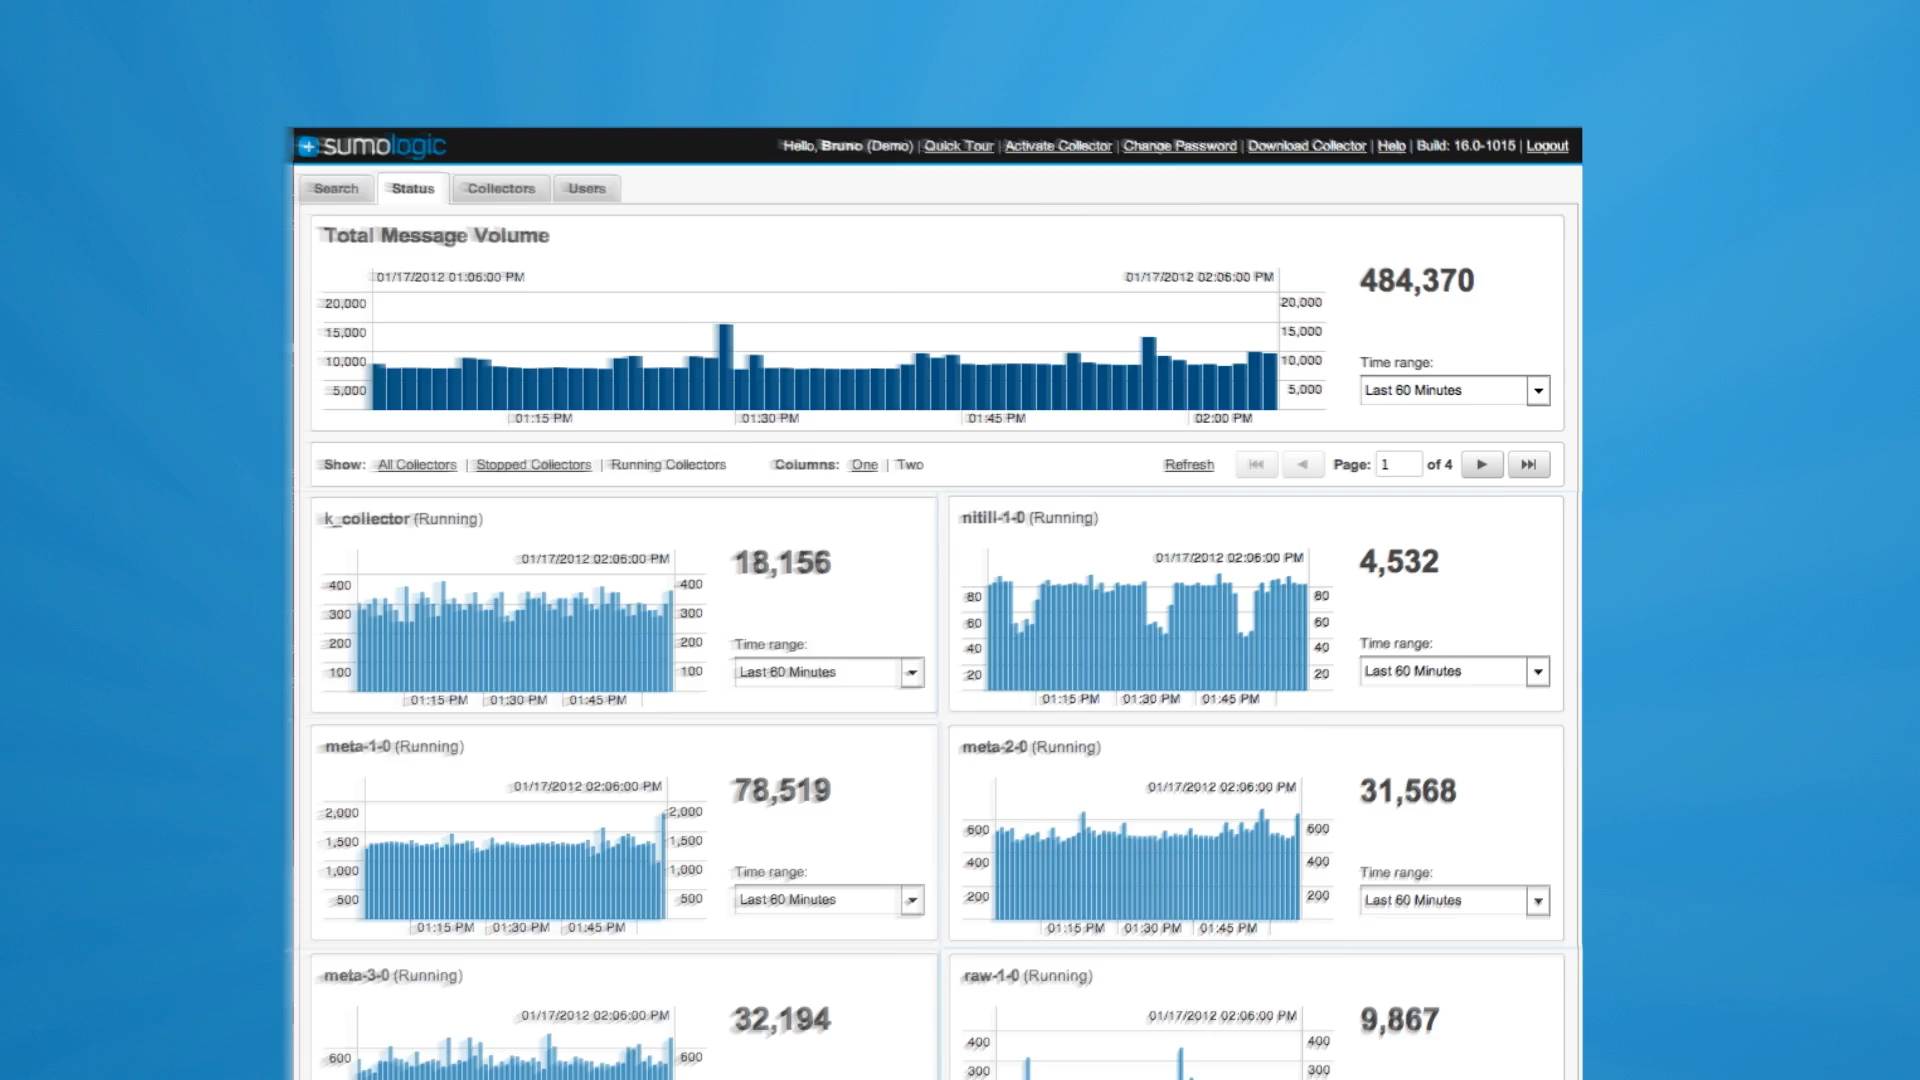 sumologic
Hello, Bruno (Demo) | Quick Tour | Activate Collector | Change Password | Download Collector | Help | Build: 16.0-1015 | Logout
Search Status Collectors Users
Total Message Volume
01/17/2012 01:06:00 PM 01/17/2012 02:06:00 PM
484,370
20,000 20,000
15,000 15,000
10,000 10,000
5,000 5,000
01:15 PM 01:30 PM 01:45 PM 02:00 PM
Time range:
Last 60 Minutes
Show: All Collectors | Stopped Collectors | Running Collectors Columns: One | Two Refresh Page: 1 of 4
k_collector (Running)
01/17/2012 02:06:00 PM
18,156
400 400
300 300
200 200
100 100
01:15 PM 01:30 PM 01:45 PM
Time range:
Last 60 Minutes
nitill-1-0 (Running)
01/17/2012 02:06:00 PM
4,532
80 80
60 60
40 40
20 20
01:15 PM 01:30 PM 01:45 PM
Time range:
Last 60 Minutes
meta-1-0 (Running)
01/17/2012 02:06:00 PM
78,519
2,000 2,000
1,500 1,500
1,000 1,000
500 500
01:15 PM 01:30 PM 01:45 PM
Time range:
Last 60 Minutes
meta-2-0 (Running)
01/17/2012 02:06:00 PM
31,568
600 600
400 400
200 200
01:15 PM 01:30 PM 01:45 PM
Time range:
Last 60 Minutes
meta-3-0 (Running)
01/17/2012 02:06:00 PM
32,194
600 600
raw-1-0 (Running)
01/17/2012 02:06:00 PM
9,867
400 400
300 300